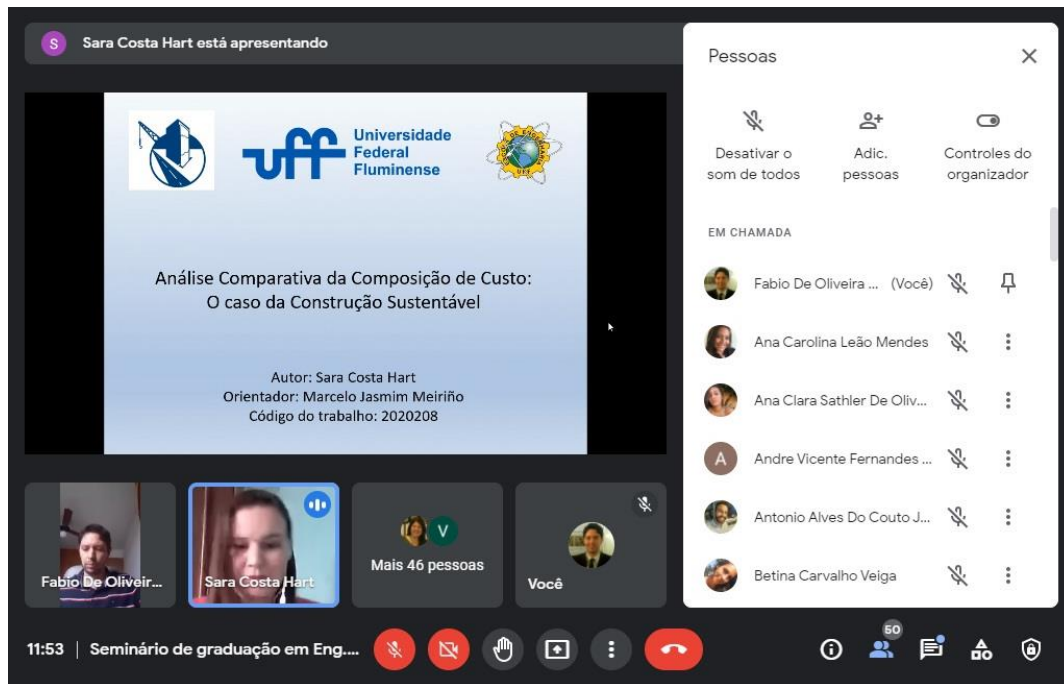 S
Sara Costa Hart está apresentando
uff
Universidade
Federal
Fluminense
Análise Comparativa da Composição de Custo:
O caso da Construção Sustentável
Autor: Sara Costa Hart
Orientador: Marcelo Jasmim Meiriño
Código do trabalho: 2020208
Fabio De Oliveir...
Sara Costa Hart
V
Mais 46 pessoas
Você
Pessoas
Desativar o
som de todos
Adic.
pessoas
Controles do
organizador
EM CHAMADA
Fabio De Oliveira ... (Você)
Ana Carolina Leão Mendes
Ana Clara Sathler De Oliv...
A
Andre Vicente Fernandes ...
Antonio Alves Do Couto J...
Betina Carvalho Veiga
11:53 | Seminário de graduação em Eng....
50